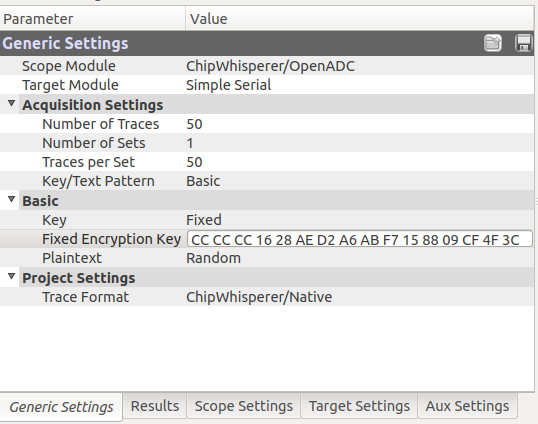 Parameter Value
Generic Settings
Scope Module ChipWhisperer/OpenADC
Target Module Simple Serial
Acquisition Settings
Number of Traces 50
Number of Sets 1
Traces per Set 50
Key/Text Pattern Basic
Basic
Key Fixed
Fixed Encryption Key CC CC CC 16 28 AE D2 A6 AB F7 15 88 09 CF 4F 3C
Plaintext Random
Project Settings
Trace Format ChipWhisperer/Native
Generic Settings Results Scope Settings Target Settings Aux Settings